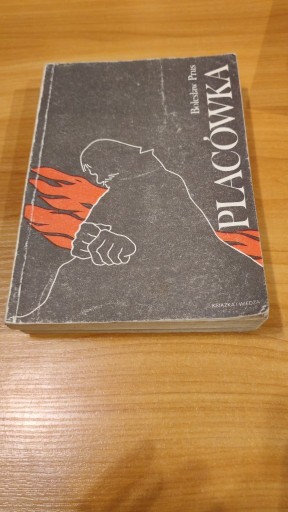 Bolesław Prus
PLACÓWKA
KSIĄŻKA I WIEDZA